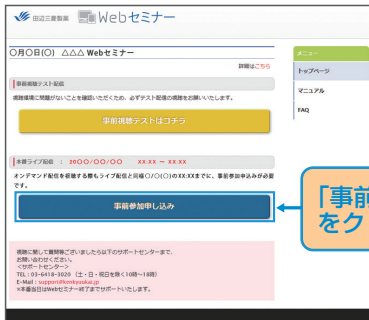 田辺三菱製薬 Webセミナー
〇月〇日(〇) △△△ Webセミナー
詳細はこちら
事前視聴テスト配信
視聴環境に問題がないことを確認いただくため、必ずテスト配信の視聴をお願いいたします。
事前視聴テストはコチラ
本番ライブ配信 : 20〇〇/〇〇/〇〇 XX:XX ~ XX:XX
オンデマンド配信を視聴する際もライブ配信と同様〇/〇(〇)のXX:XXまでに、事前参加申込みが必要
です。
事前参加申し込み
視聴に関して質問等ございましたら以下のサポートセンターまで、
お問い合わせください。
<サポートセンター>
TEL:03-6418-3020 (土・日・祝日を除く10時~18時)
E-Mail:support@kenkyuukai.jp
※本番当日はWebセミナー終了までサポートいたします。
メニュー
トップページ
マニュアル
FAQ
「事前
をク